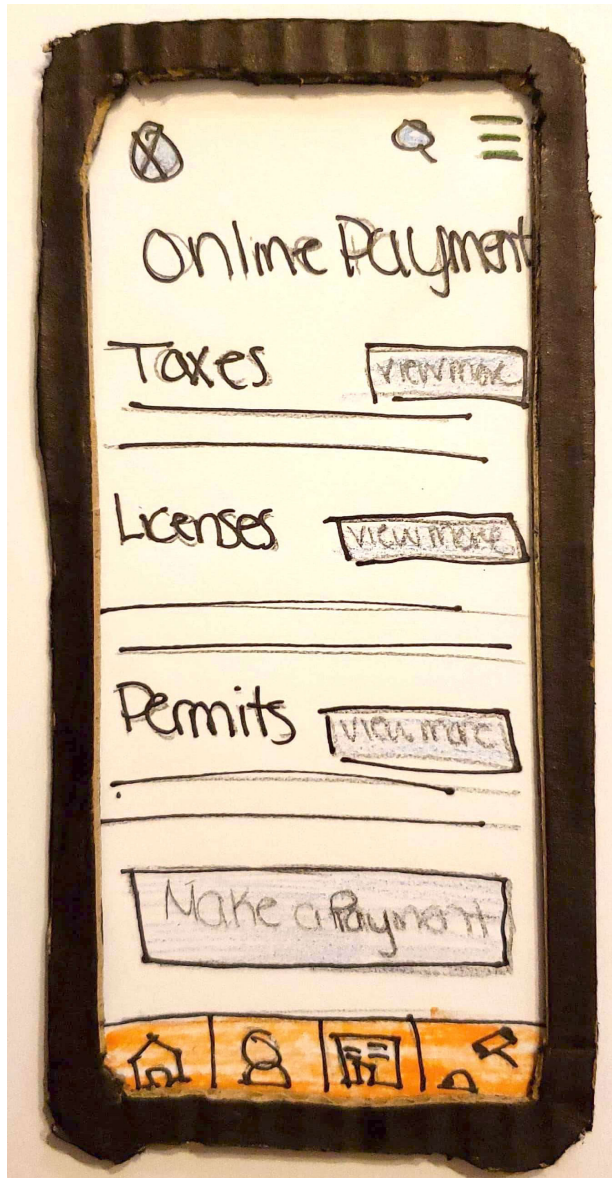 Online Payment
Taxes
view more
Licenses
view more
Permits
view more
Make a Payment